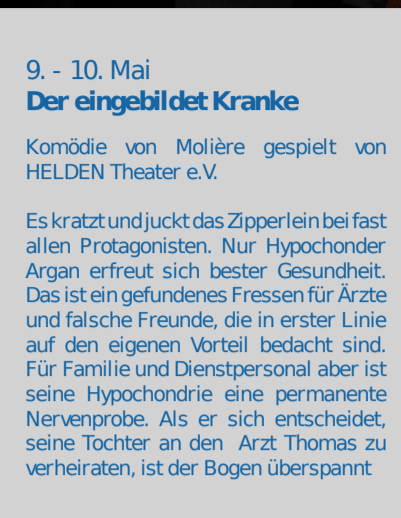 9. - 10. Mai
Der eingebildet Kranke
Komödie von Molière gespielt von
HELDEN Theater e.V.
Es kratzt und juckt das Zipperlein bei fast
allen Protagonisten. Nur Hypochonder
Argan erfreut sich bester Gesundheit.
Das ist ein gefundenes Fressen für Ärzte
und falsche Freunde, die in erster Linie
auf den eigenen Vorteil bedacht sind.
Für Familie und Dienstpersonal aber ist
seine Hypochondrie eine permanente
Nervenprobe. Als er sich entscheidet,
seine Tochter an den Arzt Thomas zu
verheiraten, ist der Bogen überspannt